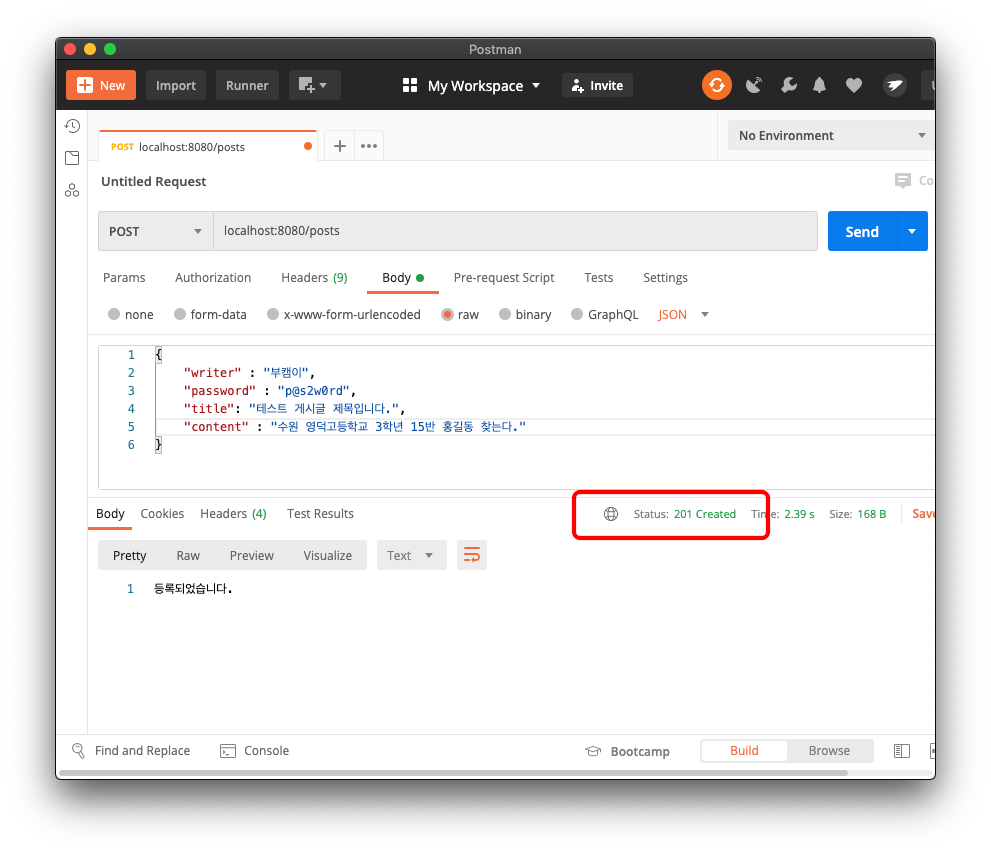 Postman
New
Import
Runner
My Workspace
Invite
POST localhost:8080/posts
No Environment
Untitled Request
POST
localhost:8080/posts
Send
Params
Authorization
Headers (9)
Body
Pre-request Script
Tests
Settings
none
form-data
x-www-form-urlencoded
raw
binary
GraphQL
JSON
1 {
2 "writer" : "부캠이",
3 "password" : "p@s2w0rd",
4 "title": "테스트 게시글 제목입니다.",
5 "content" : "수원 영덕고등학교 3학년 15반 홍길동 찾는다."
6 }
Body
Cookies
Headers (4)
Test Results
Status: 201 Created
Time: 2.39 s
Size: 168 B
Save
Pretty
Raw
Preview
Visualize
Text
1 등록되었습니다.
Find and Replace
Console
Bootcamp
Build
Browse